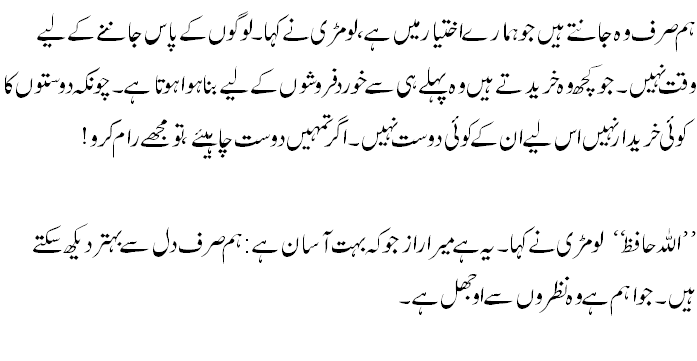 ہم صرف وہ جانتے ہیں جو ہمارے اختیار میں ہے، لومڑی نے کہا۔ لوگوں کے پاس جاننے کے لیے
وقت نہیں۔ جو کچھ وہ خریدتے ہیں وہ پہلے ہی سے خوردفروشوں کے لیے بنا ہوا ہوتا ہے۔ چونکہ دوستوں کا
کوئی خریدار نہیں اس لیے ان کے کوئی دوست نہیں۔ اگر تمہیں دوست چاہیئے، تو مجھے رام کرو!
’’اللہ حافظ‘‘ لومڑی نے کہا۔ یہ ہے میرا راز جو کہ بہت آسان ہے: ہم صرف دل سے بہتر دیکھ سکتے
ہیں۔ جو اہم ہے وہ نظروں سے اوجھل ہے۔